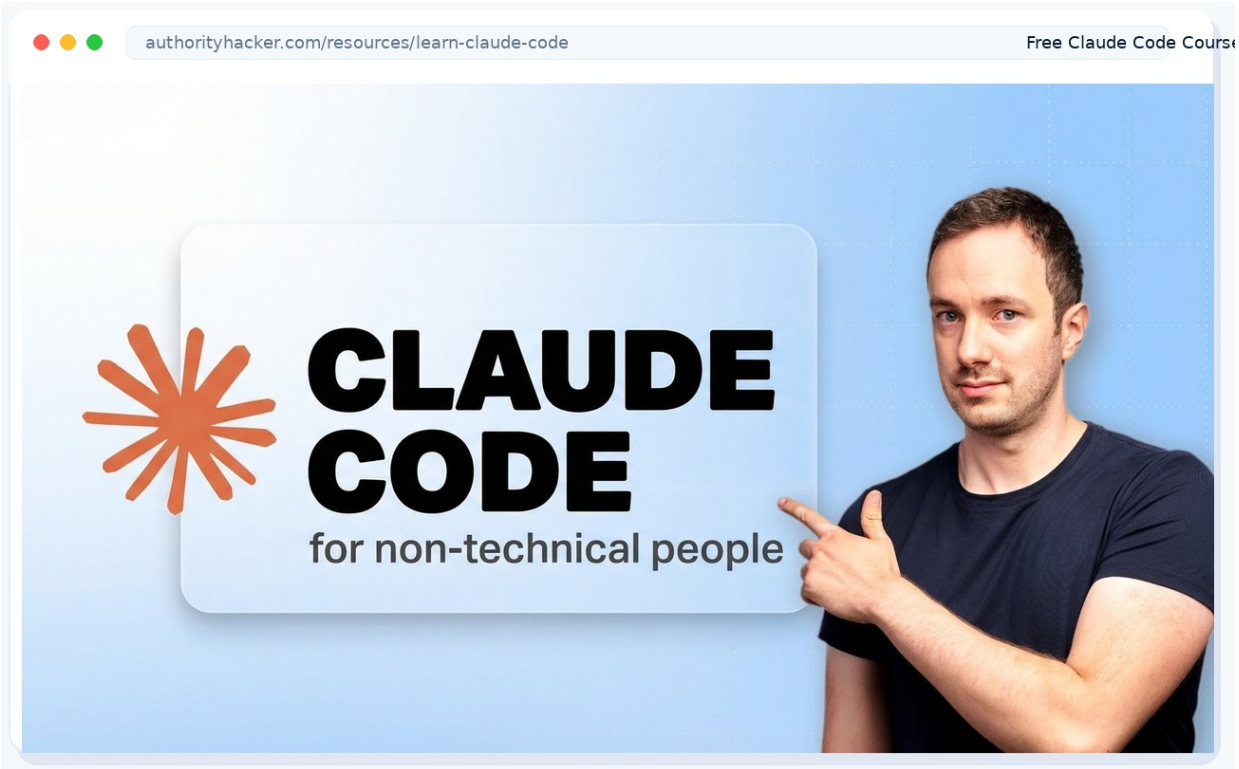 authorityhacker.com/resources/learn-claude-code
Free Claude Code Course
CLAUDE
CODE
for non-technical people